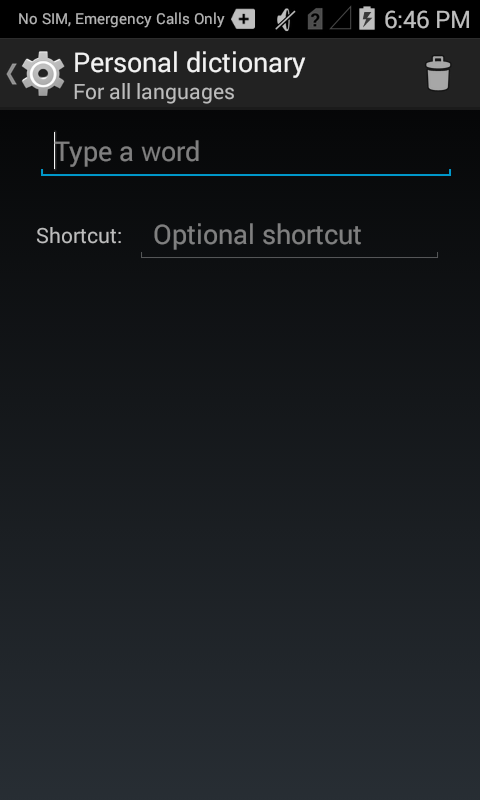 No SIM, Emergency Calls Only 6:46 PM
Personal dictionary
For all languages
Type a word
Shortcut: Optional shortcut